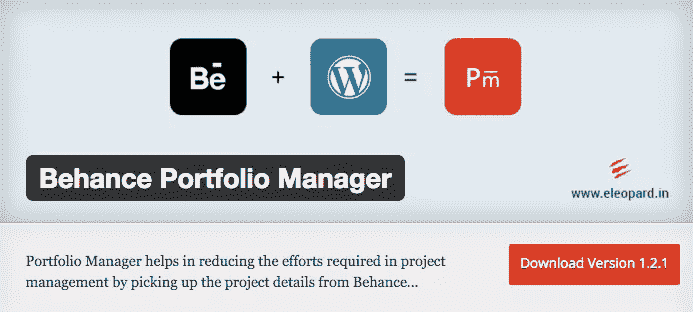 Bē + W = Pm̅
Behance Portfolio Manager
www.eleopard.in
Portfolio Manager helps in reducing the efforts required in project
management by picking up the project details from Behance...
Download Version 1.2.1